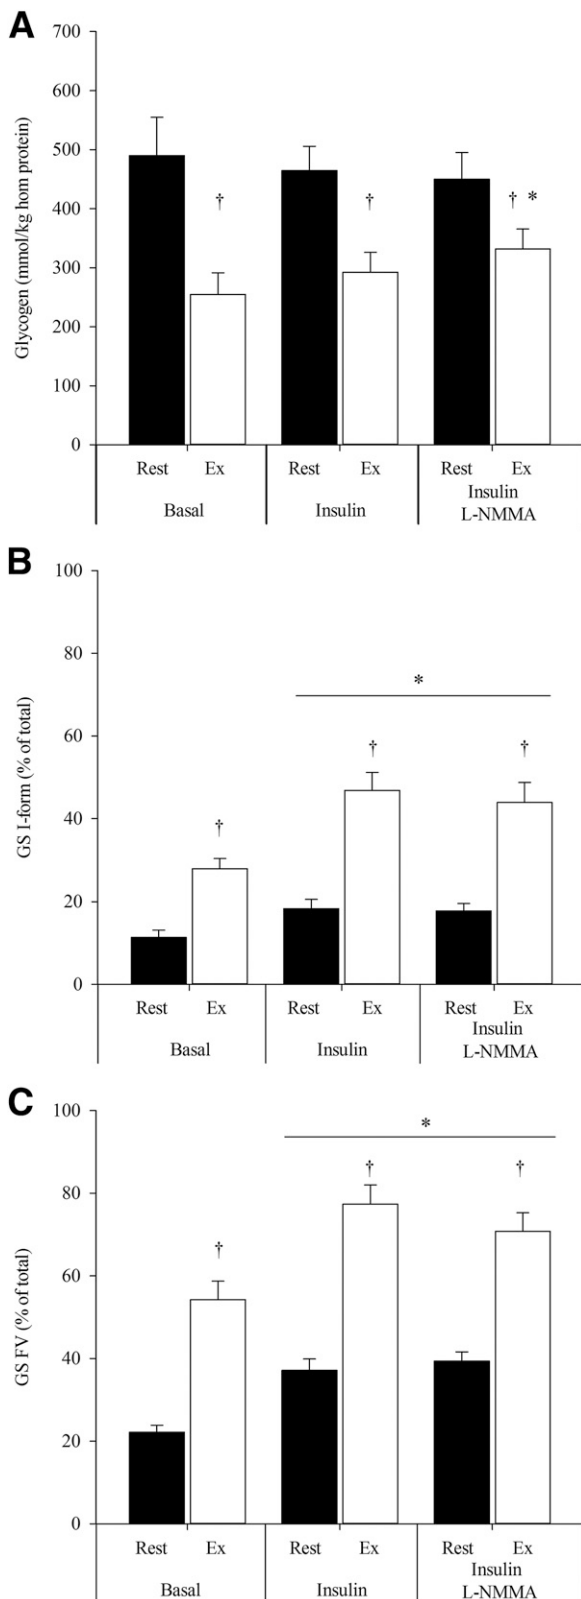 A
Glycogen (mmol/kg hom protein)
700
600
500
400
300
200
100
0
†
†
† *
Rest Ex Rest Ex Rest Ex
Basal Insulin Insulin
L-NMMA
B
GS I-form (% of total)
100
80
60
40
20
0
*
†
†
†
Rest Ex Rest Ex Rest Ex
Basal Insulin Insulin
L-NMMA
C
GS FV (% of total)
100
80
60
40
20
0
*
†
†
†
Rest Ex Rest Ex Rest Ex
Basal Insulin Insulin
L-NMMA